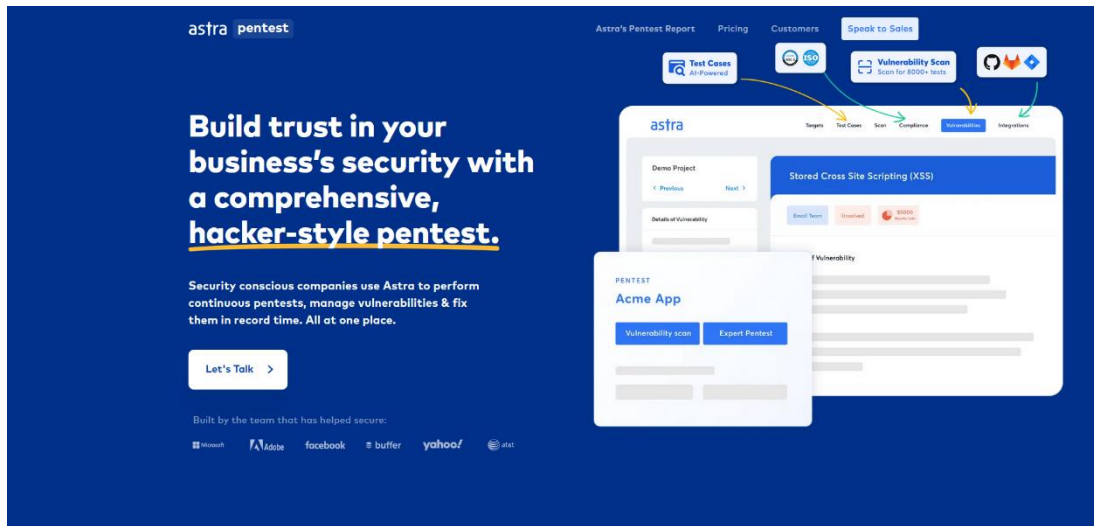 astra pentest
Astra's Pentest Report Pricing Customers Speak to Sales
Test Cases
AI-Powered
ISO
Vulnerability Scan
Scan for 8000+ tests
Build trust in your
business's security with
a comprehensive,
hacker-style pentest.
Security conscious companies use Astra to perform
continuous pentests, manage vulnerabilities & fix
them in record time. All at one place.
Let's Talk >
Built by the team that has helped secure:
Microsoft Adobe facebook buffer yahoo! at&t
astra
Targets Test Cases Scan Compliance Vulnerabilities Integrations
Demo Project
< Previous Next >
Details of Vulnerability
Stored Cross Site Scripting (XSS)
Email Team Unsolved $5000
of Vulnerability
PENTEST
Acme App
Vulnerability scan Expert Pentest